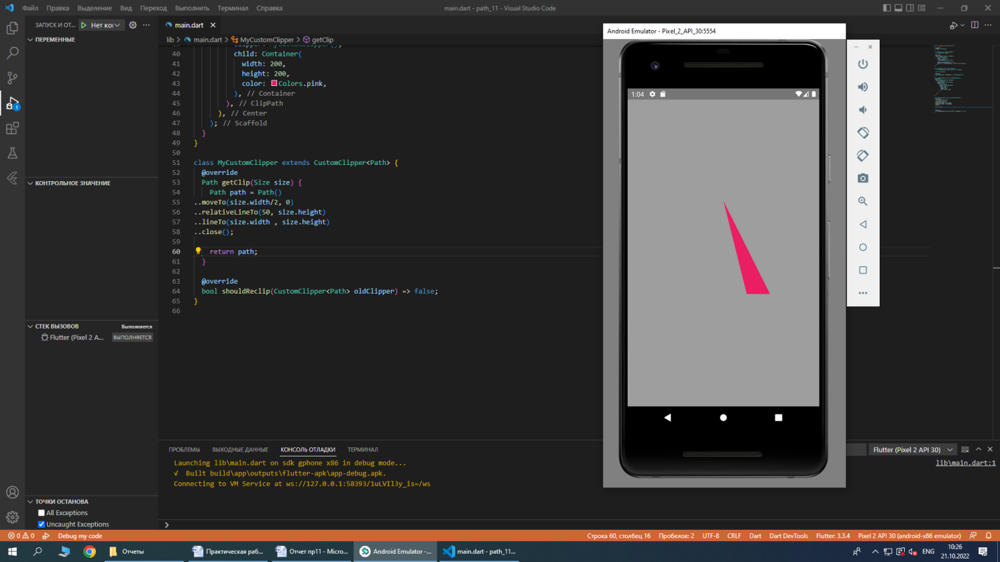 Файл Правка Выделение Вид Переход Выполнить Терминал Справка
main.dart - path_11 - Visual Studio Code
ЗАПУСК И ОТ... Нет кон
main.dart
lib > main.dart > MyCustomClipper > getClip
ПЕРЕМЕННЫЕ
КОНТРОЛЬНОЕ ЗНАЧЕНИЕ
СТЕК ВЫЗОВОВ Выполняется
Flutter (Pixel 2 A... ВЫПОЛНЯЕТСЯ
ТОЧКИ ОСТАНОВА
All Exceptions
Uncaught Exceptions
1
40 child: Container(
41 width: 200,
42 height: 200,
43 color: Colors.pink,
44 ), // Container
45 ), // ClipPath
46 ), // Center
47 ); // Scaffold
48 }
49 }
50
51 class MyCustomClipper extends CustomClipper<Path> {
52 @override
53 Path getClip(Size size) {
54 Path path = Path()
55 ..moveTo(size.width/2, 0)
56 ..relativeLineTo(50, size.height)
57 ..lineTo(size.width , size.height)
58 ..close();
59
60 return path;
61 }
62
63 @override
64 bool shouldReclip(CustomClipper<Path> oldClipper) => false;
65 }
66
Android Emulator - Pixel_2_API_30:5554
1:04
ПРОБЛЕМЫ ВЫХОДНЫЕ ДАННЫЕ КОНСОЛЬ ОТЛАДКИ ТЕРМИНАЛ
Flutter (Pixel 2 API 30)
Launching lib\main.dart on sdk gphone x86 in debug mode...
lib\main.dart:1
√ Built build\app\outputs\flutter-apk\app-debug.apk.
Connecting to VM Service at ws://127.0.0.1:58393/1uLVIl3y_is=/ws
0 0 Debug my code
Строка 60, столбец 16 Пробелов: 2 UTF-8 CRLF Dart Dart DevTools Flutter: 3.3.4 Pixel 2 API 30 (android-x86 emulator)
Отчеты
Практическая раб...
Отчет пр11 - Micro...
Android Emulator -...
main.dart - path_11...
ENG
10:26
21.10.2022